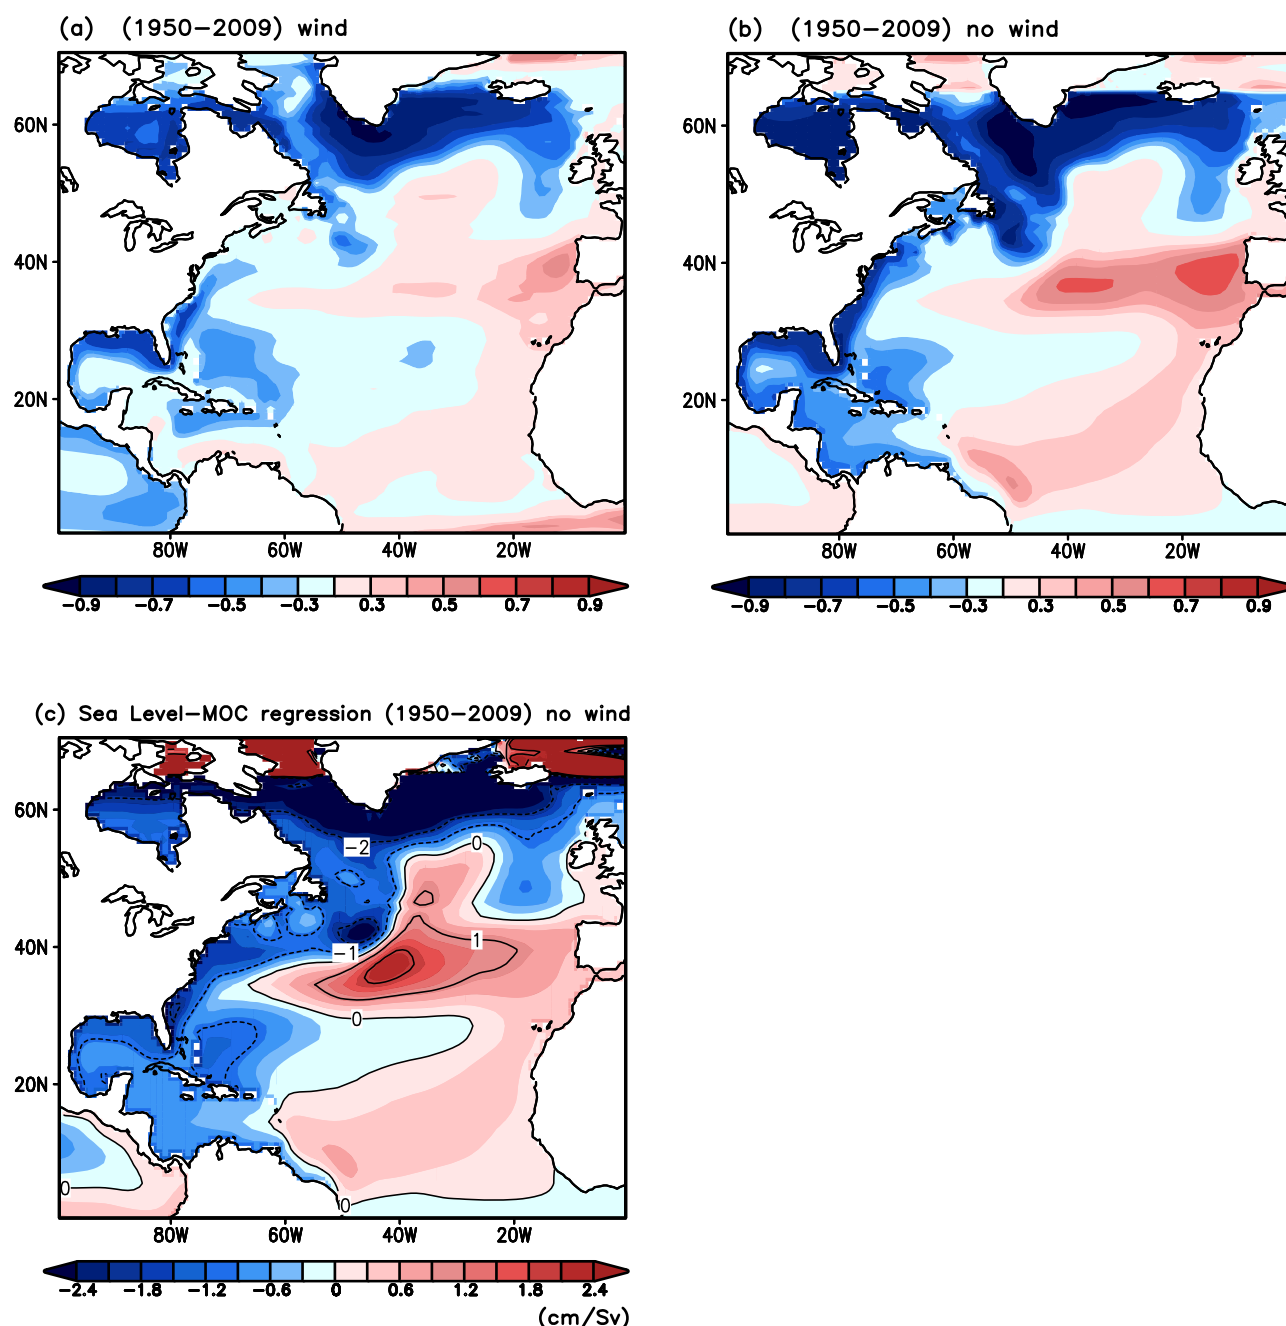 (a) (1950−2009) wind
(b) (1950−2009) no wind
60N
40N
20N
80W 60W 40W 20W
−0.9 −0.7 −0.5 −0.3 0.3 0.5 0.7 0.9
60N
40N
20N
80W 60W 40W 20W
−0.9 −0.7 −0.5 −0.3 0.3 0.5 0.7 0.9
(c) Sea Level−MOC regression (1950−2009) no wind
60N
40N
20N
−2
0
1
−1
0
0
0
80W 60W 40W 20W
−2.4 −1.8 −1.2 −0.6 0 0.6 1.2 1.8 2.4
(cm/Sv)